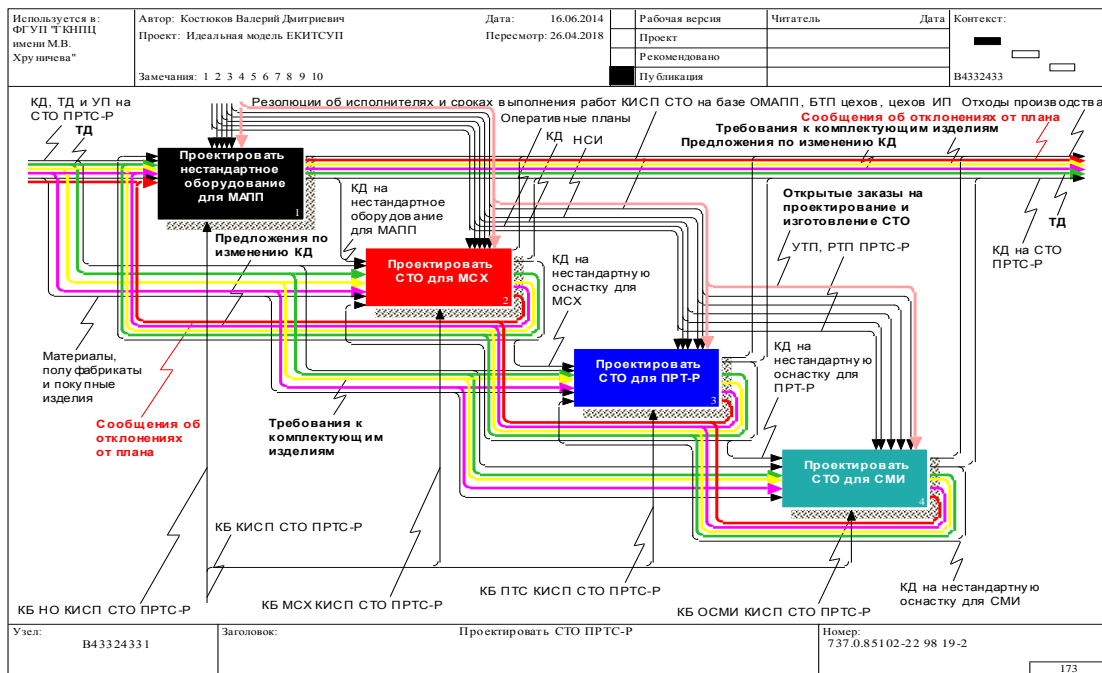 Используется в:
ФГУП "ГКНПЦ
имени М.В.
Хруничева"
Автор: Костюков Валерий Дмитриевич
Проект: Идеальная модель ЕКИТСУП
Замечания: 1 2 3 4 5 6 7 8 9 10
Дата: 16.06.2014
Пересмотр: 26.04.2018
Рабочая версия
Проект
Рекомендовано
Публикация
Читатель Дата
Контекст:
B4332433
КД, ТД и УП на
СТО ПРТС-Р
ТД
Резолюции об исполнителях и сроках выполнения работ КИСП СТО на базе ОМАПП, БТП цехов, цехов ИП
Отходы производства
Оперативные планы
КД
НСИ
Сообщения об отклонениях от плана
Требования к комплектующим изделиям
Предложения по изменению КД
Проектировать
нестандартное
оборудование
для МАПП
1
КД на
нестандартное
оборудование
для МАПП
Открытые заказы на
проектирование и
изготовление СТО
УТП, РТП ПРТС-Р
ТД
КД на СТО
ПРТС-Р
Предложения по
изменению КД
Проектировать
СТО для МСХ
2
КД на
нестандартную
оснастку для
МСХ
Материалы,
полуфабрикаты
и покупные
изделия
Проектировать
СТО для ПРТ-Р
3
КД на
нестандартную
оснастку для
ПРТ-Р
Сообщения об
отклонениях
от плана
Требования к
комплектующим
изделиям
Проектировать
СТО для СМИ
4
КБ КИСП СТО ПРТС-Р
КБ НО КИСП СТО ПРТС-Р
КБ МСХ КИСП СТО ПРТС-Р
КБ ПТС КИСП СТО ПРТС-Р
КБ ОСМИ КИСП СТО ПРТС-Р
КД на нестандартную
оснастку для СМИ
Узел:
B43324331
Заголовок:
Проектировать СТО ПРТС-Р
Номер:
737.0.85102-22 98 19-2
173